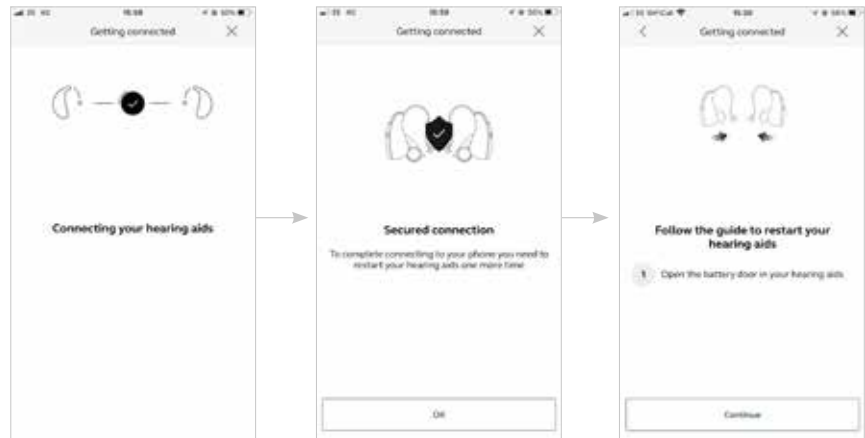 Getting connected
Connecting your hearing aids
Getting connected
Secured connection
To complete connecting to your phone you need to
restart your hearing aids one more time
OK
Getting connected
Follow the guide to restart your
hearing aids
1 Open the battery door in your hearing aids
Continue